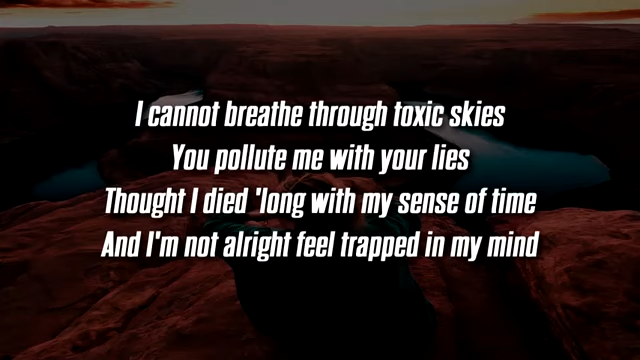 I cannot breathe through toxic skies
You pollute me with your lies
Thought I died 'long with my sense of time
And I'm not alright feel trapped in my mind